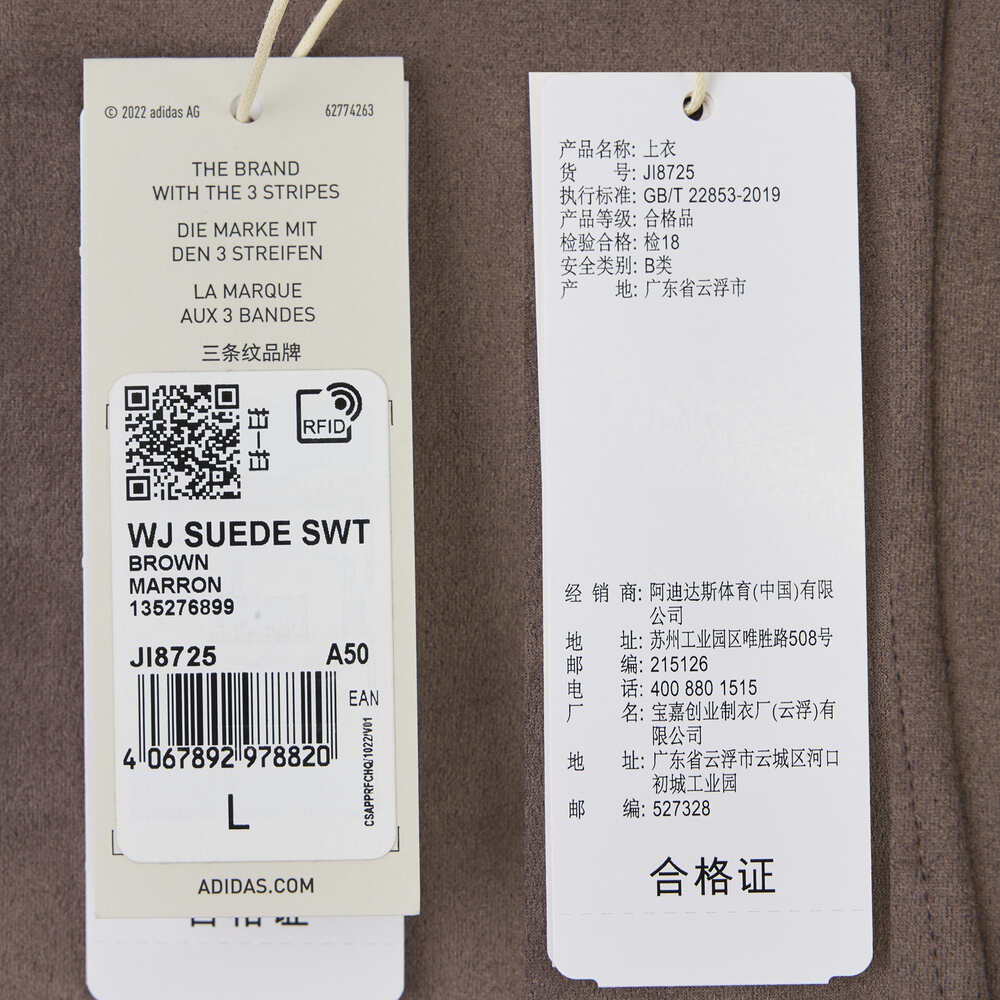 © 2022 adidas AG 62774263
THE BRAND
WITH THE 3 STRIPES
DIE MARKE MIT
DEN 3 STREIFEN
LA MARQUE
AUX 3 BANDES
三条纹品牌
扫一扫
RFID
WJ SUEDE SWT
BROWN
MARRON
135276899
JI8725 A50
EAN
4 067892 978820
CSAPPRFCHQ/1022/V01
L
ADIDAS.COM
合格证
产品名称: 上衣
货 号: JI8725
执行标准: GB/T 22853-2019
产品等级: 合格品
检验合格: 检18
安全类别: B类
产 地: 广东省云浮市
经 销 商: 阿迪达斯体育(中国)有限
公司
地 址: 苏州工业园区唯胜路508号
邮 编: 215126
电 话: 400 880 1515
厂 名: 宝嘉创业制衣厂(云浮)有
限公司
地 址: 广东省云浮市云城区河口
初城工业园
邮 编: 527328
合格证